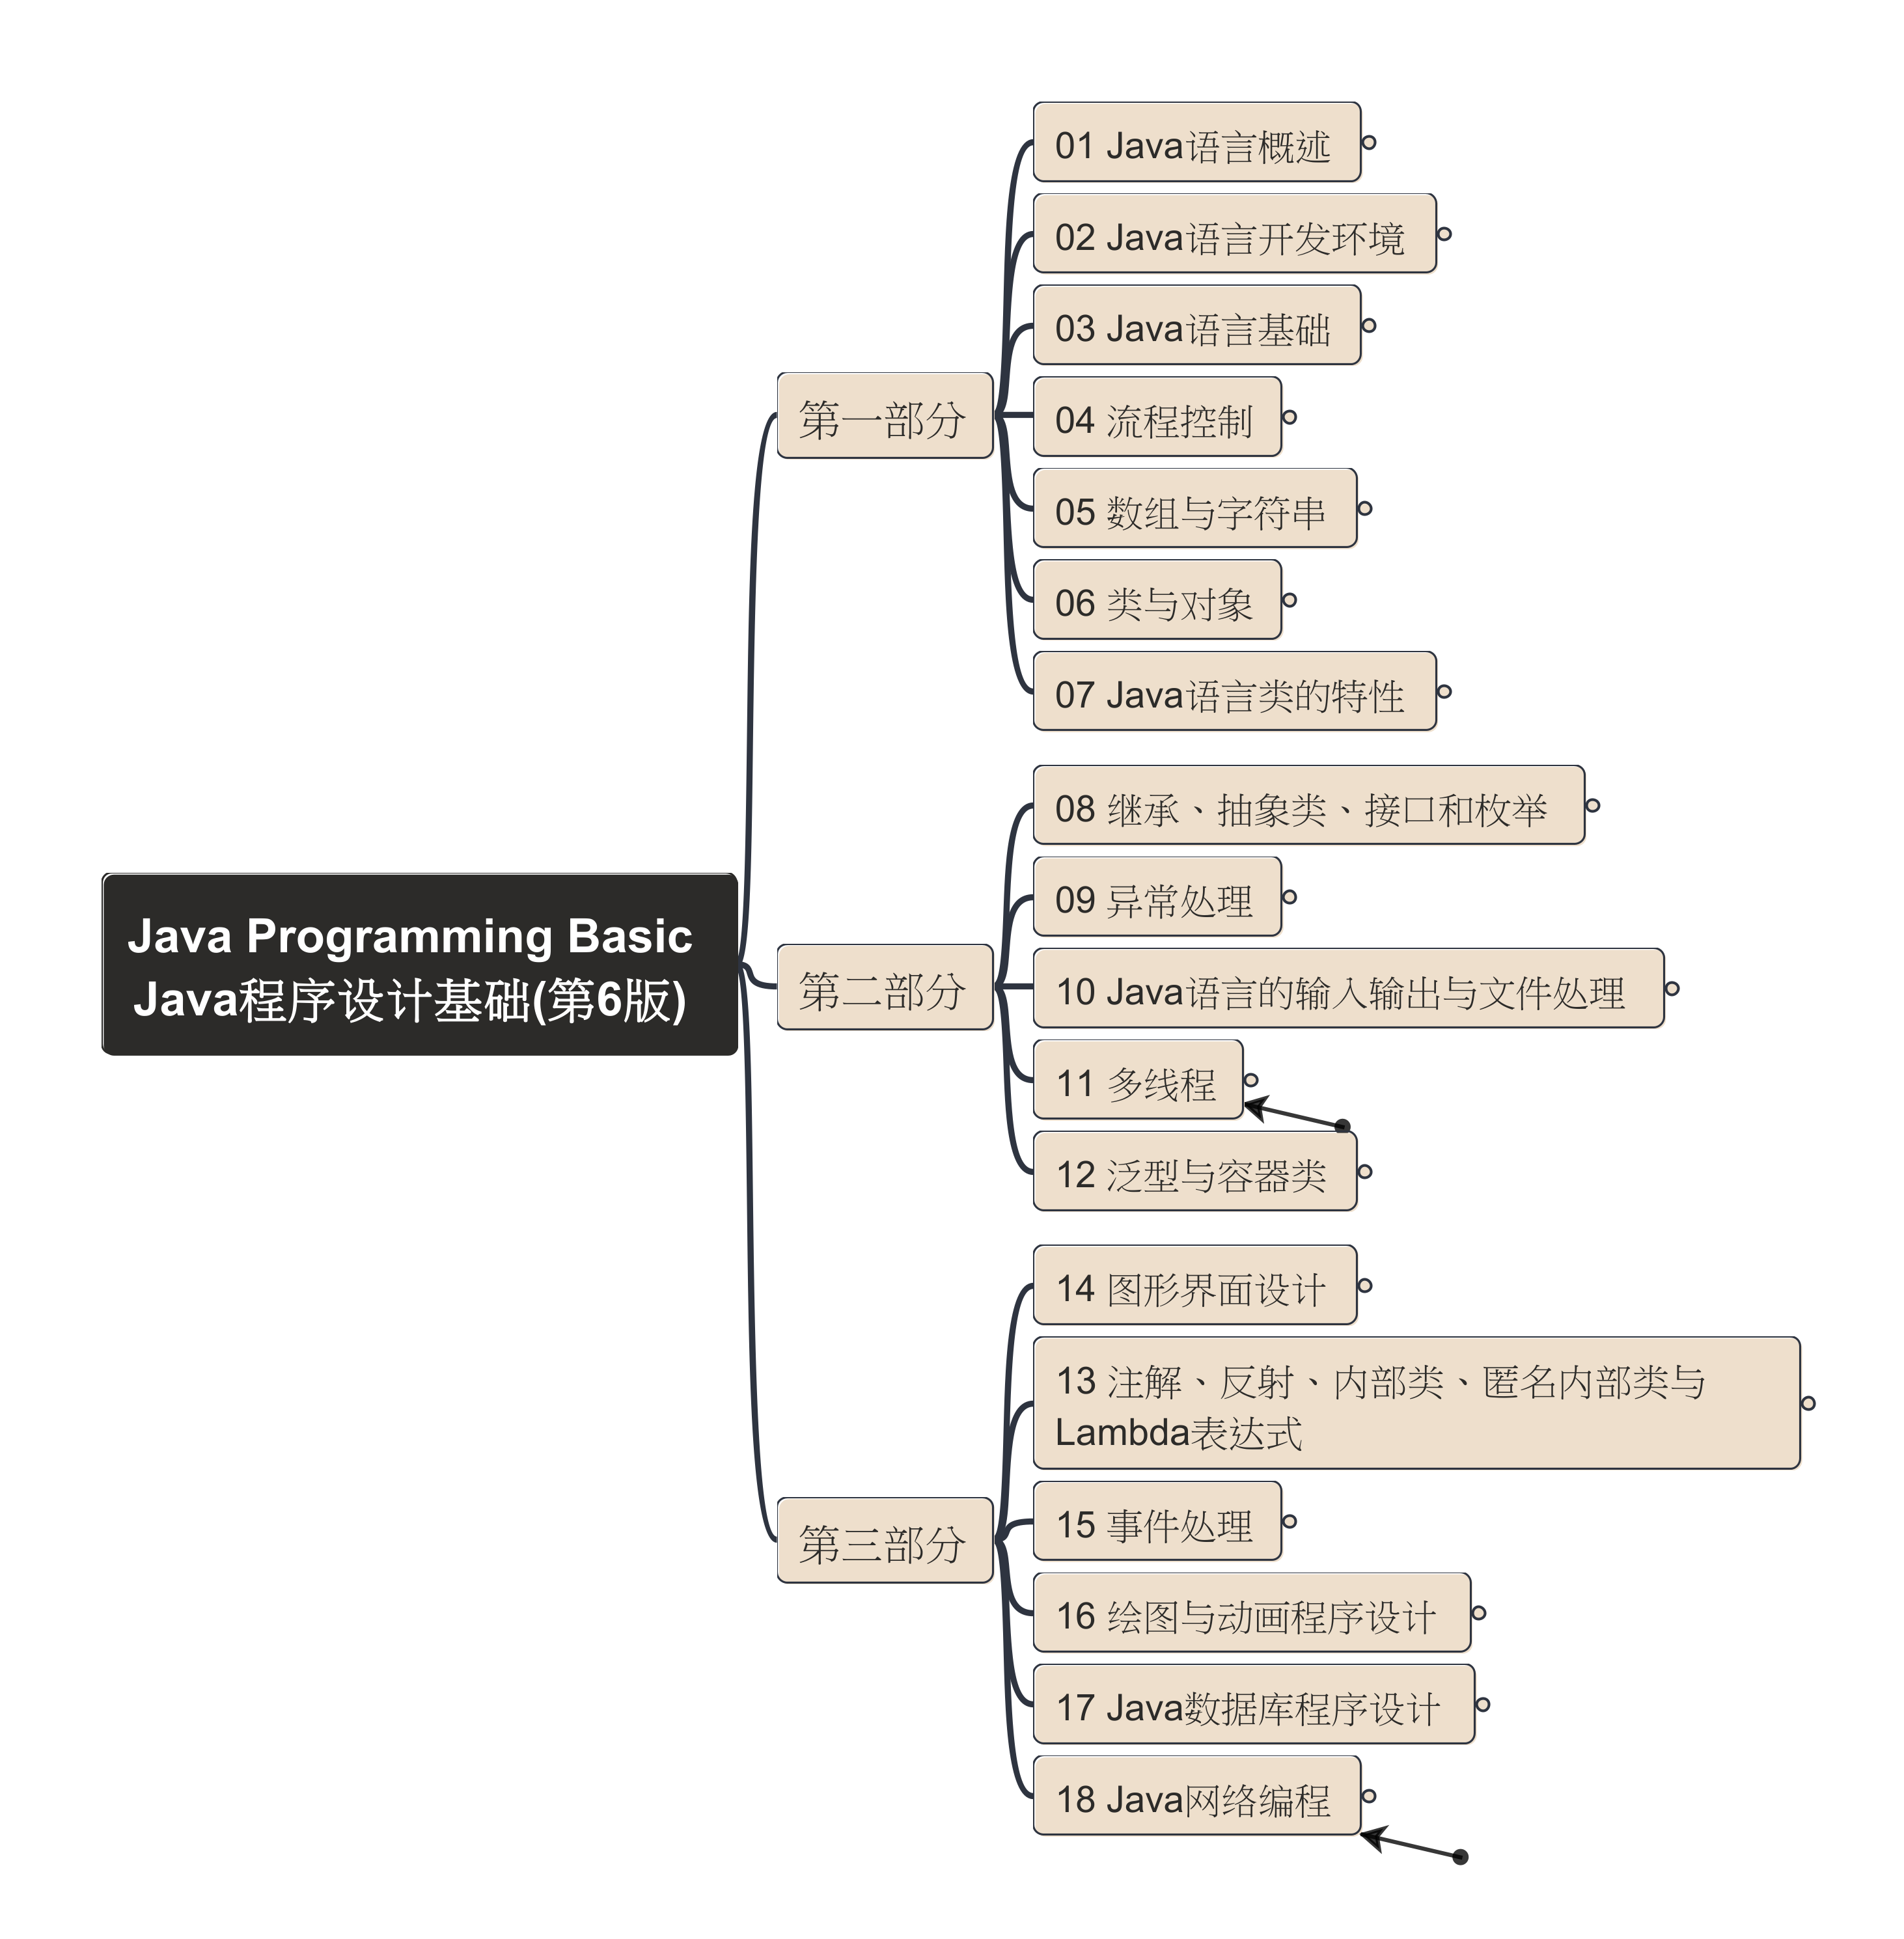 Java Programming Basic
Java程序设计基础(第6版)
第一部分
01 Java语言概述
02 Java语言开发环境
03 Java语言基础
04 流程控制
05 数组与字符串
06 类与对象
07 Java语言类的特性
第二部分
08 继承、抽象类、接口和枚举
09 异常处理
10 Java语言的输入输出与文件处理
11 多线程
12 泛型与容器类
第三部分
14 图形界面设计
13 注解、反射、内部类、匿名内部类与
Lambda表达式
15 事件处理
16 绘图与动画程序设计
17 Java数据库程序设计
18 Java网络编程